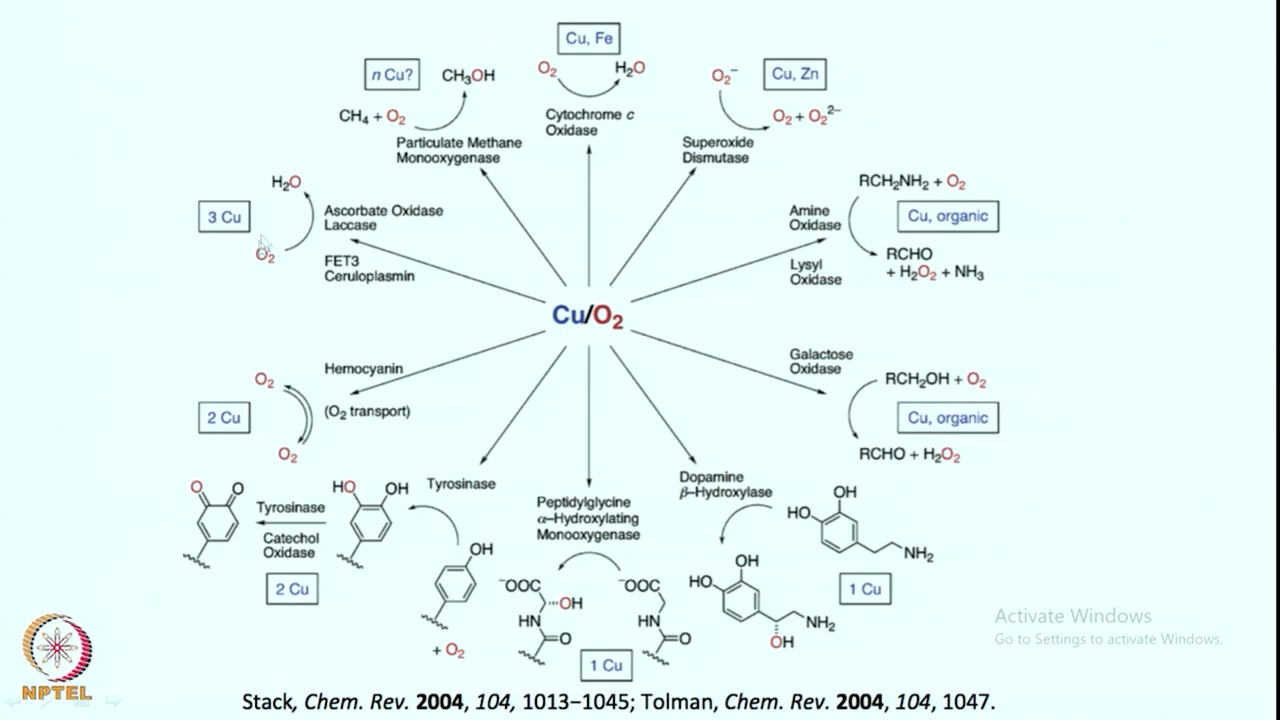 Cu, Fe
n Cu?
CH₃OH
O₂
H₂O
O₂⁻
Cu, Zn
CH₄ + O₂
Cytochrome c
Oxidase
O₂ + O₂²⁻
Particulate Methane
Monooxygenase
Superoxide
Dismutase
H₂O
3 Cu
O₂
Ascorbate Oxidase
Laccase
FET3
Ceruloplasmin
RCH₂NH₂ + O₂
Amine
Oxidase
Cu, organic
Lysyl
Oxidase
RCHO
+ H₂O₂ + NH₃
Cu/O₂
Hemocyanin
(O₂ transport)
O₂
2 Cu
O₂
Galactose
Oxidase
RCH₂OH + O₂
Cu, organic
RCHO + H₂O₂
O
O
Tyrosinase
Catechol
Oxidase
2 Cu
HO
OH
Tyrosinase
OH
+ O₂
Peptidylglycine
α–Hydroxylating
Monooxygenase
⁻OOC
OH
HN
O
⁻OOC
HN
O
1 Cu
Dopamine
β–Hydroxylase
OH
HO
NH₂
OH
HO
NH₂
OH
1 Cu
Activate Windows
Go to Settings to activate Windows.
NPTEL
Stack, Chem. Rev. 2004, 104, 1013−1045; Tolman, Chem. Rev. 2004, 104, 1047.